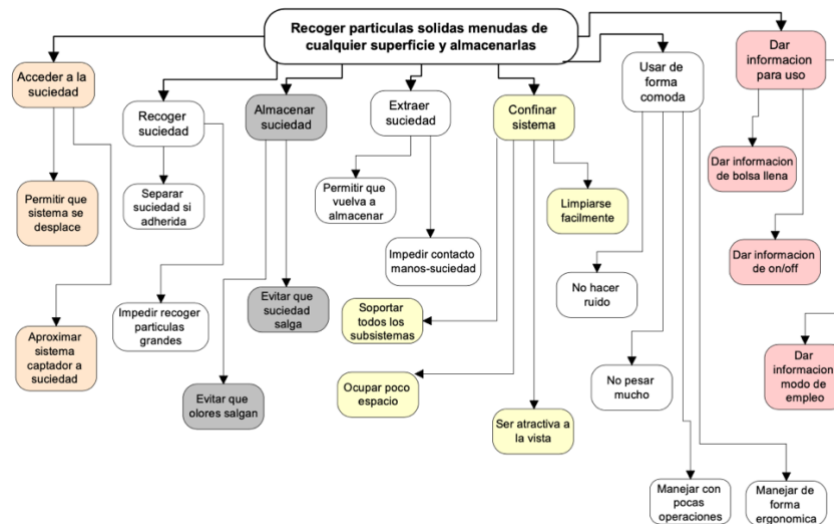 Recoger particulas solidas menudas de
cualquier superficie y almacenarlas
Acceder a la
suciedad
Recoger
suciedad
Almacenar
suciedad
Extraer
suciedad
Confinar
sistema
Usar de
forma
comoda
Dar
informacion
para uso
Permitir que
sistema se
desplace
Separar
suciedad si
adherida
Permitir que
vuelva a
almacenar
Limpiarse
facilmente
Dar informacion
de bolsa llena
Impedir contacto
manos-suciedad
Dar informacion
de on/off
Aproximar
sistema
captador a
suciedad
Impedir recoger
particulas
grandes
Evitar que
suciedad
salga
Soportar
todos los
subsistemas
No hacer
ruido
Evitar que
olores salgan
Ocupar poco
espacio
No pesar
mucho
Dar
informacion
modo de
empleo
Ser atractiva a
la vista
Manejar con
pocas
operaciones
Manejar de
forma
ergonomica